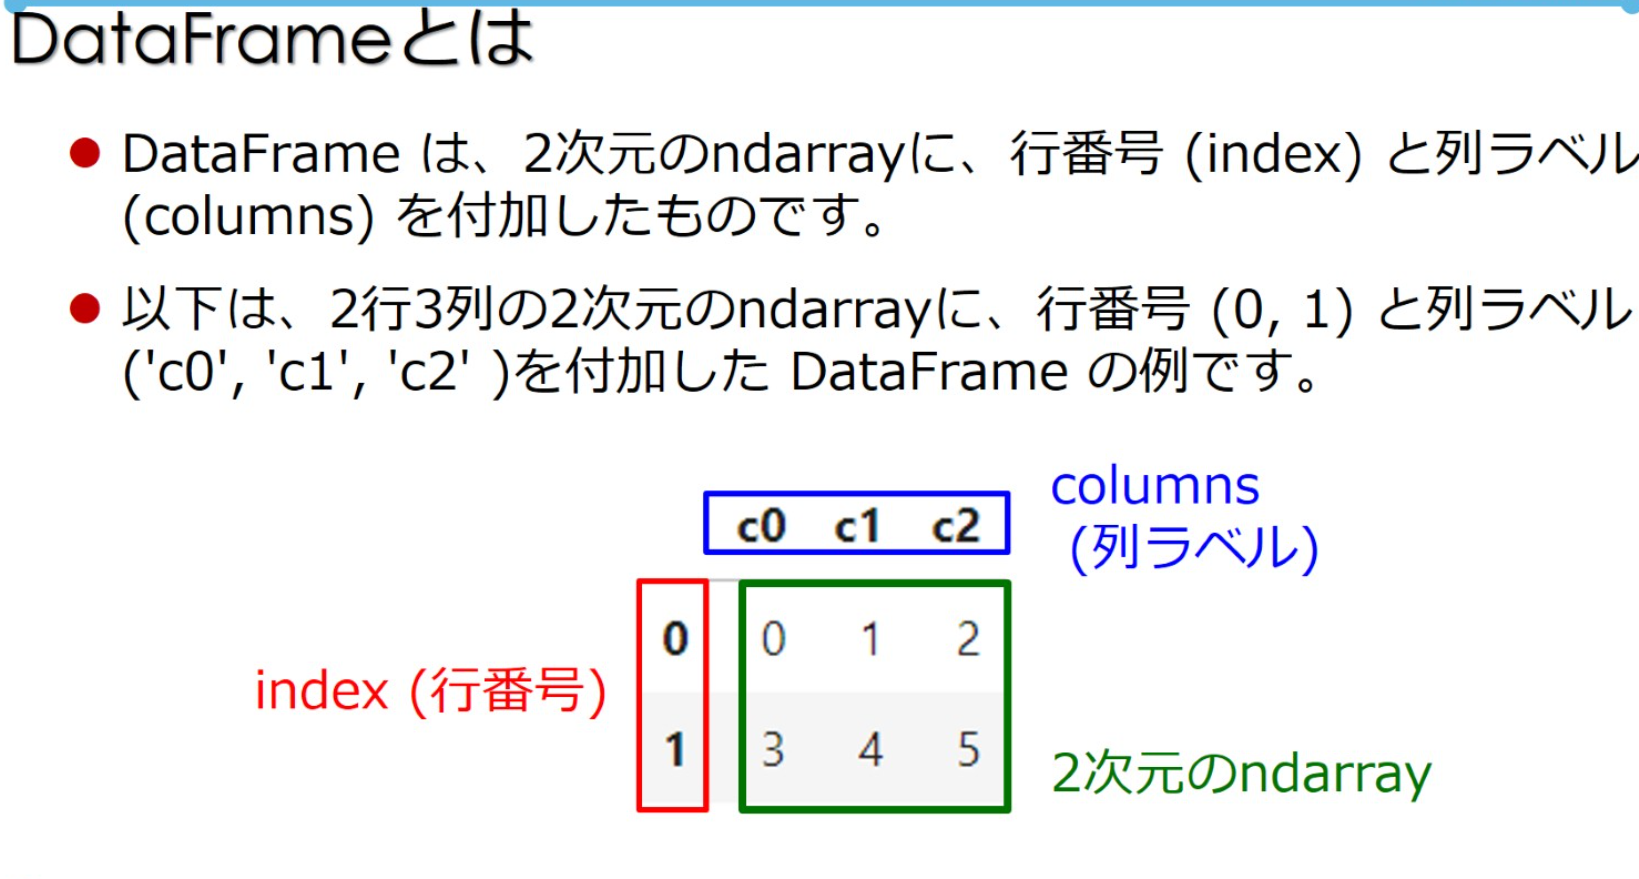 DataFrameとは
DataFrame は、2次元のndarrayに、行番号 (index) と列ラベル
(columns) を付加したものです。
以下は、2行3列の2次元のndarrayに、行番号 (0, 1) と列ラベル
('c0', 'c1', 'c2' )を付加した DataFrame の例です。
columns
(列ラベル)
c0 c1 c2
0 0 1 2
index (行番号)
1 3 4 5
2次元のndarray